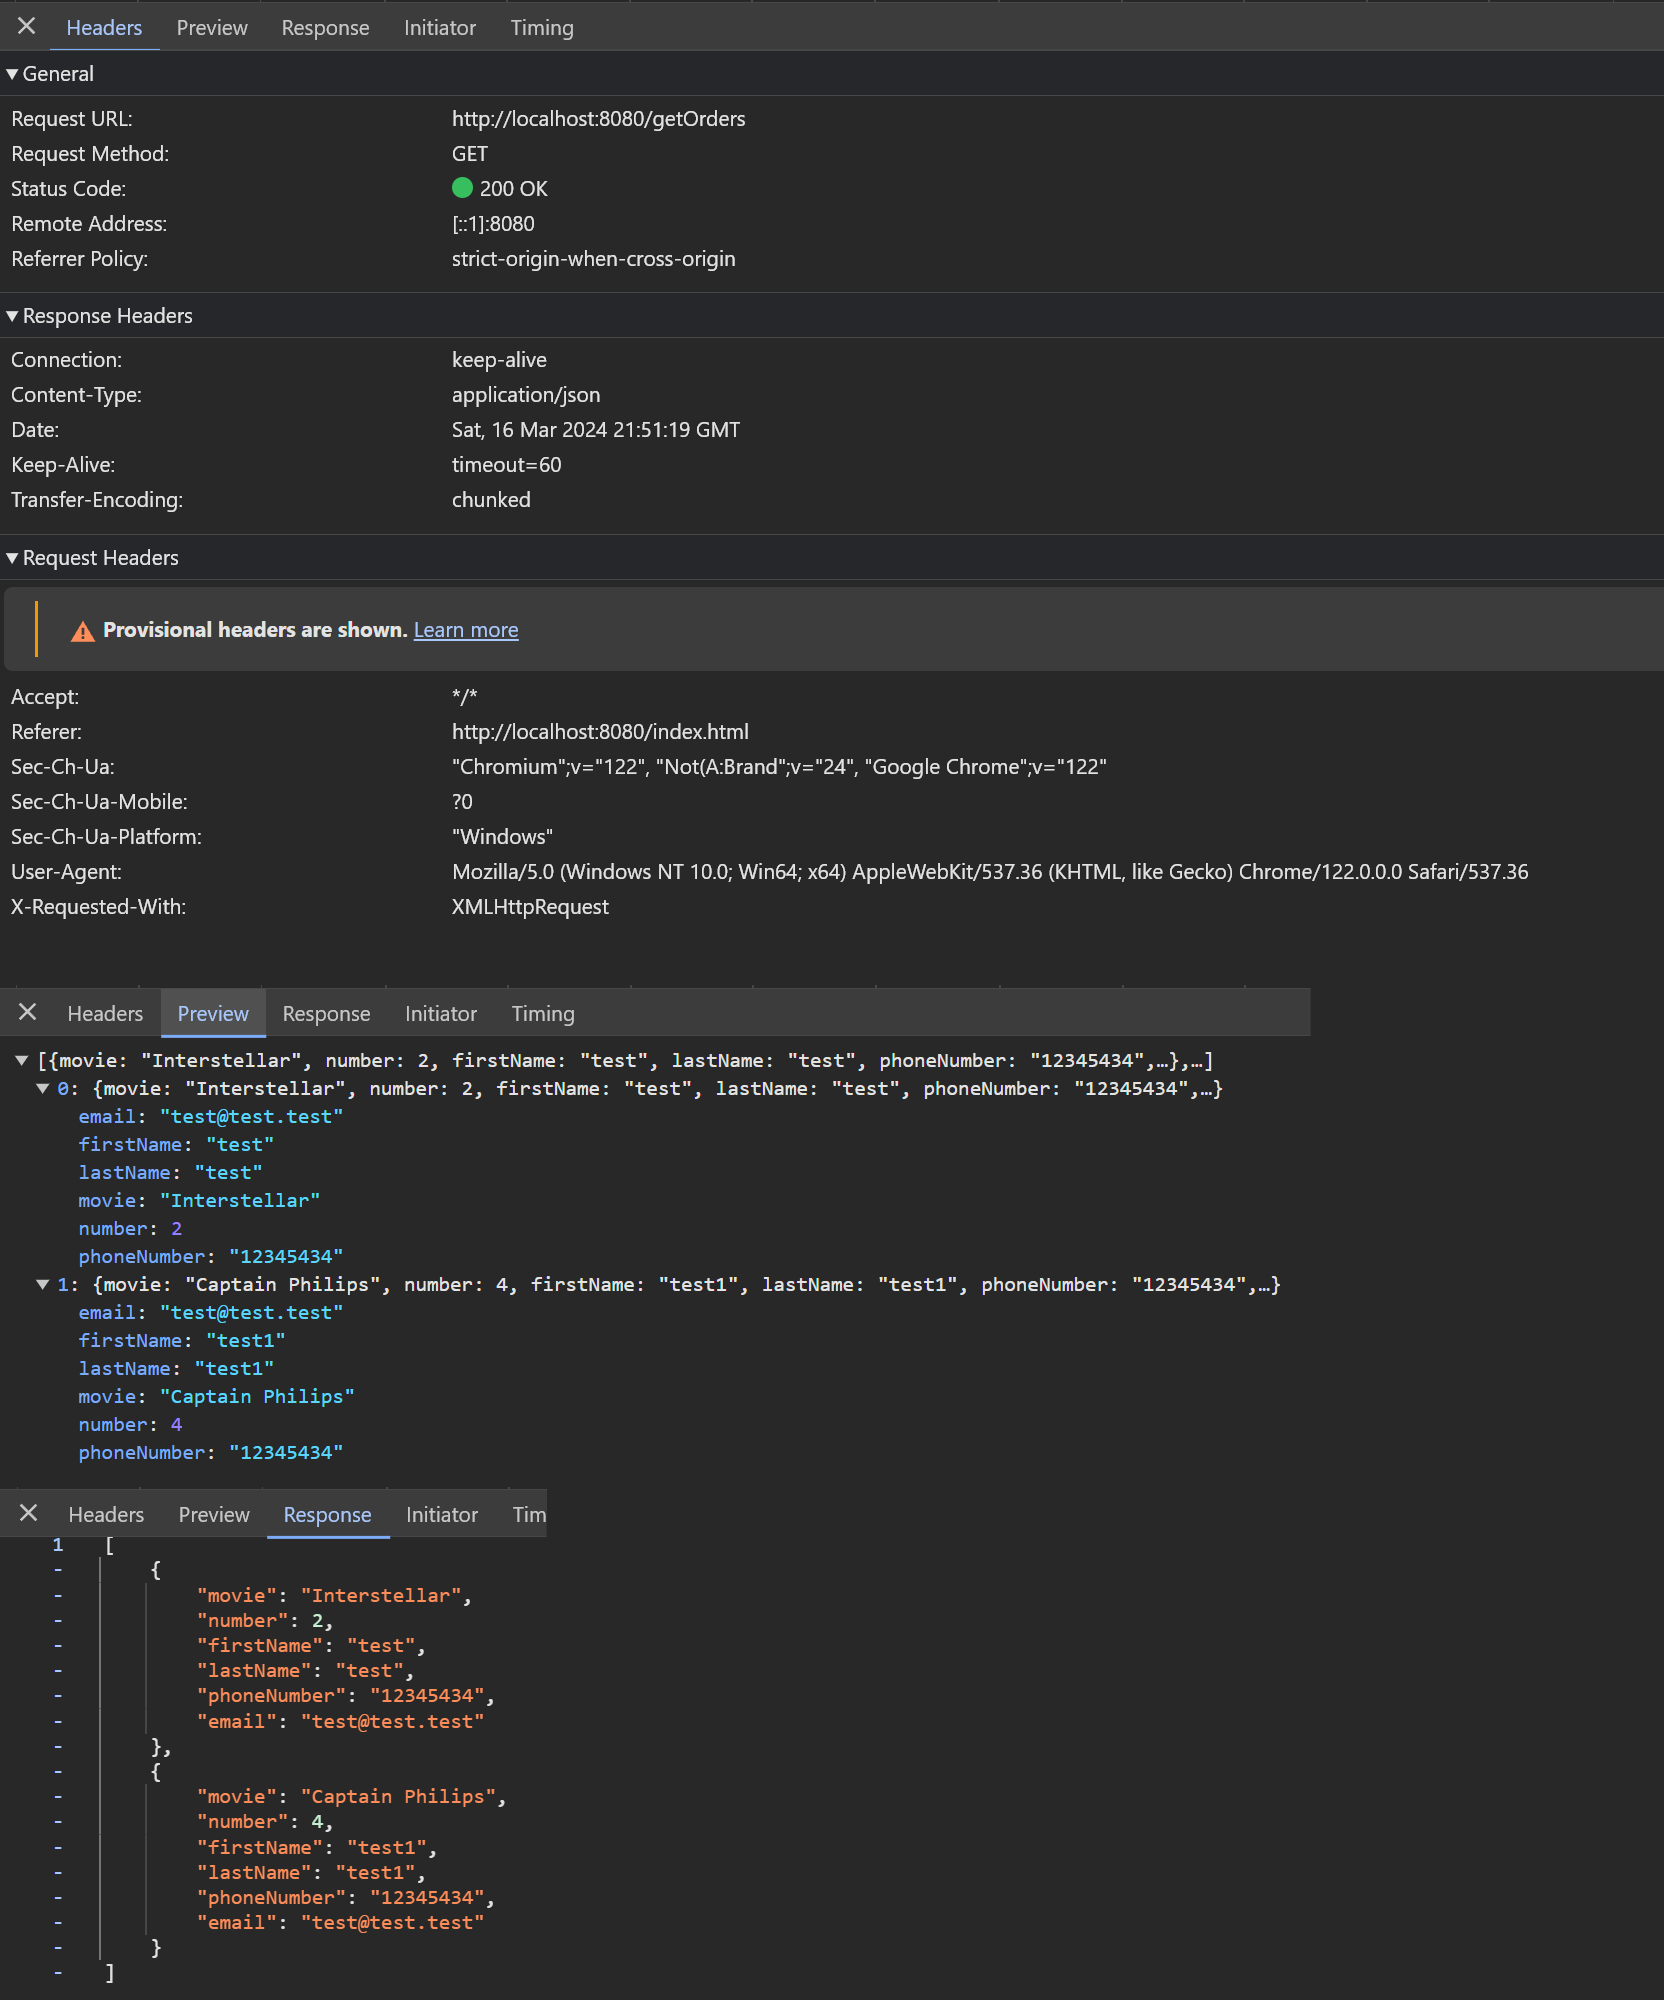 Headers Preview Response Initiator Timing
General
Request URL: http://localhost:8080/getOrders
Request Method: GET
Status Code: 200 OK
Remote Address: [::1]:8080
Referrer Policy: strict-origin-when-cross-origin
Response Headers
Connection: keep-alive
Content-Type: application/json
Date: Sat, 16 Mar 2024 21:51:19 GMT
Keep-Alive: timeout=60
Transfer-Encoding: chunked
Request Headers
Provisional headers are shown. Learn more
Accept: */*
Referer: http://localhost:8080/index.html
Sec-Ch-Ua: "Chromium";v="122", "Not(A:Brand";v="24", "Google Chrome";v="122"
Sec-Ch-Ua-Mobile: ?0
Sec-Ch-Ua-Platform: "Windows"
User-Agent: Mozilla/5.0 (Windows NT 10.0; Win64; x64) AppleWebKit/537.36 (KHTML, like Gecko) Chrome/122.0.0.0 Safari/537.36
X-Requested-With: XMLHttpRequest
Headers Preview Response Initiator Timing
[{movie: "Interstellar", number: 2, firstName: "test", lastName: "test", phoneNumber: "12345434",…},…]
0: {movie: "Interstellar", number: 2, firstName: "test", lastName: "test", phoneNumber: "12345434",…}
email: "test@test.test"
firstName: "test"
lastName: "test"
movie: "Interstellar"
number: 2
phoneNumber: "12345434"
1: {movie: "Captain Philips", number: 4, firstName: "test1", lastName: "test1", phoneNumber: "12345434",…}
email: "test@test.test"
firstName: "test1"
lastName: "test1"
movie: "Captain Philips"
number: 4
phoneNumber: "12345434"
Headers Preview Response Initiator Tim
1 [
- {
- "movie": "Interstellar",
- "number": 2,
- "firstName": "test",
- "lastName": "test",
- "phoneNumber": "12345434",
- "email": "test@test.test"
- },
- {
- "movie": "Captain Philips",
- "number": 4,
- "firstName": "test1",
- "lastName": "test1",
- "phoneNumber": "12345434",
- "email": "test@test.test"
- }
- ]